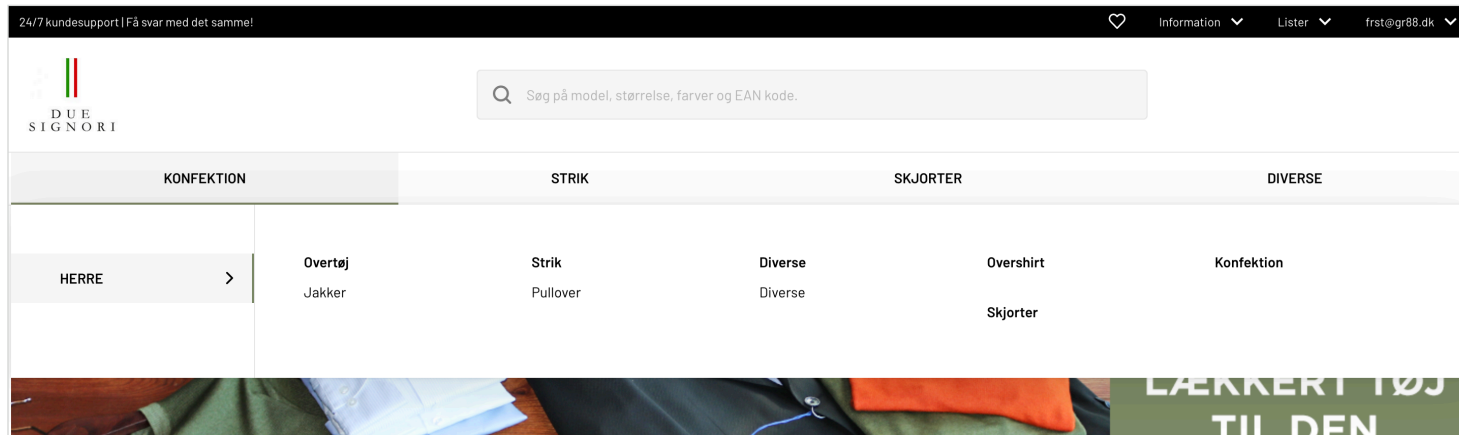 24/7 kundesupport | Få svar med det samme!
Information
Lister
frst@gr88.dk
DUE
SIGNORI
Søg på model, størrelse, farver og EAN kode.
KONFEKTION
STRIK
SKJORTER
DIVERSE
HERRE
Overtøj
Jakker
Strik
Pullover
Diverse
Diverse
Overshirt
Skjorter
Konfektion
LÆKKERT TØJ
TIL DEN